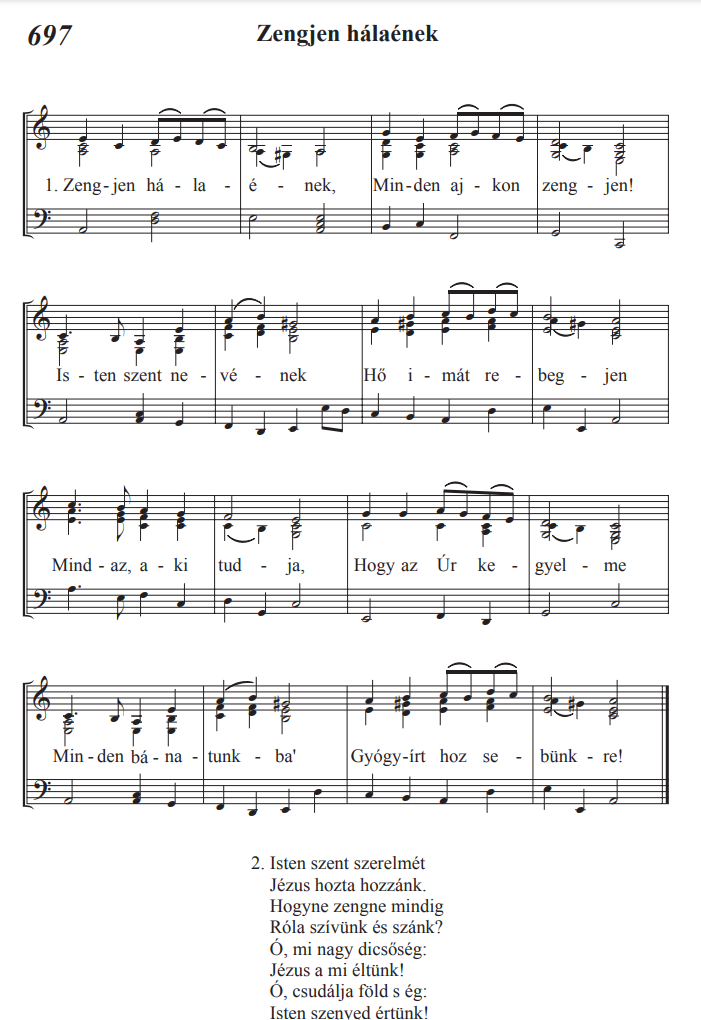 697
Zengjen hálaének
1. Zeng - jen há - la - é - nek, Min - den aj - kon zeng - jen!
Is - ten szent ne - vé - nek Hő i - mát re - beg - jen
Mind - az, a - ki tud - ja, Hogy az Úr ke - gyel - me
Min - den bá - na - tunk - ba' Gyógy - írt hoz se - bünk - re!
2. Isten szent szerelmét
Jézus hozta hozzánk.
Hogyne zengne mindig
Róla szívünk és szánk?
Ó, mi nagy dicsőség:
Jézus a mi éltünk!
Ó, csudálja föld s ég:
Isten szenved értünk!